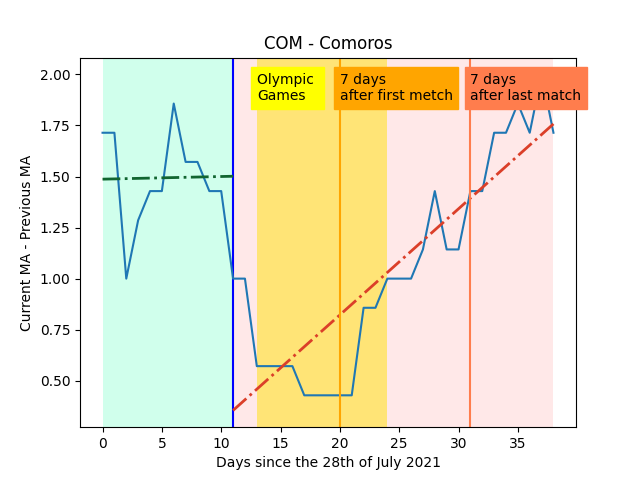 COM - Comoros
Olympic
Games
7 days
after first metch
7 days
after last match
Current MA - Previous MA
2.00
1.75
1.50
1.25
1.00
0.75
0.50
0 5 10 15 20 25 30 35
Days since the 28th of July 2021